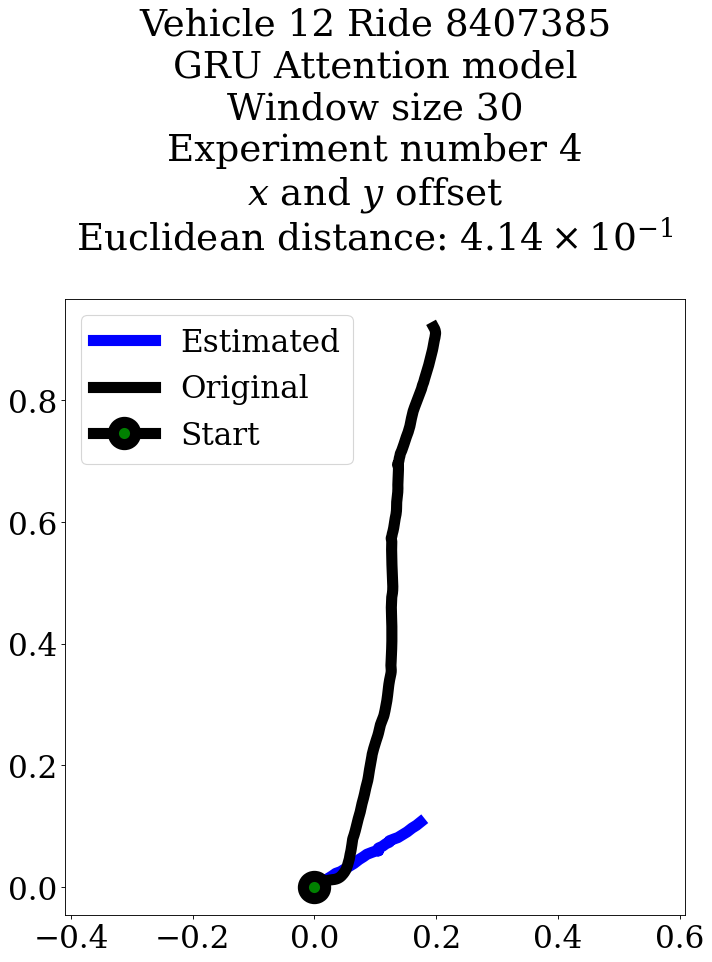 Vehicle 12 Ride 8407385
GRU Attention model
Window size 30
Experiment number 4
x and y offset
Euclidean distance: 4.14 × 10⁻¹
Estimated
Original
Start
0.8
0.6
0.4
0.2
0.0
−0.4 −0.2 0.0 0.2 0.4 0.6